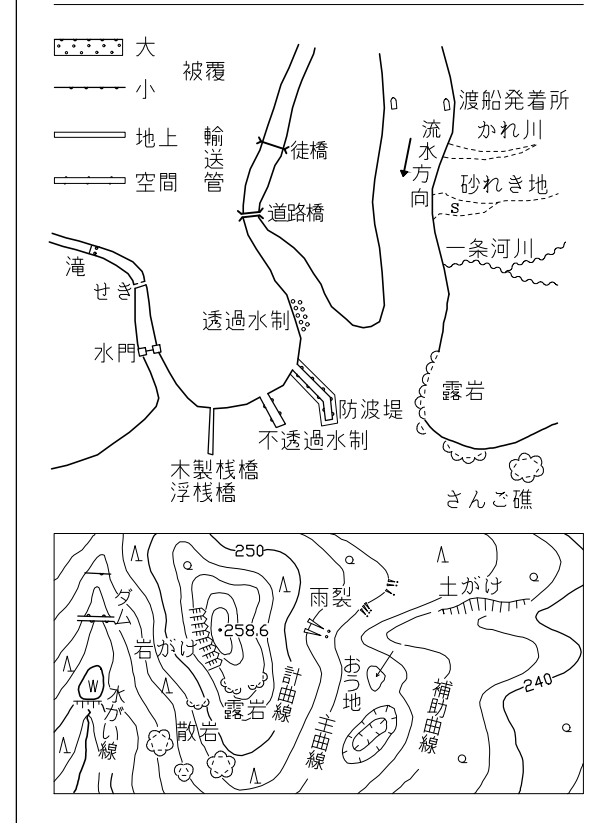 大
小
被覆
地上
空間
輸送管
渡船発着所
かれ川
流水方向
砂れき地
s
徒橋
道路橋
一条河川
滝
せき
透過水制
水門
露岩
防波堤
不透過水制
木製桟橋
浮桟橋
さんご礁
250
ダム
雨裂
土がけ
258.6
岩がけ
計曲線
おう地
補助曲線
240
W
水がい線
露岩
散岩
主曲線